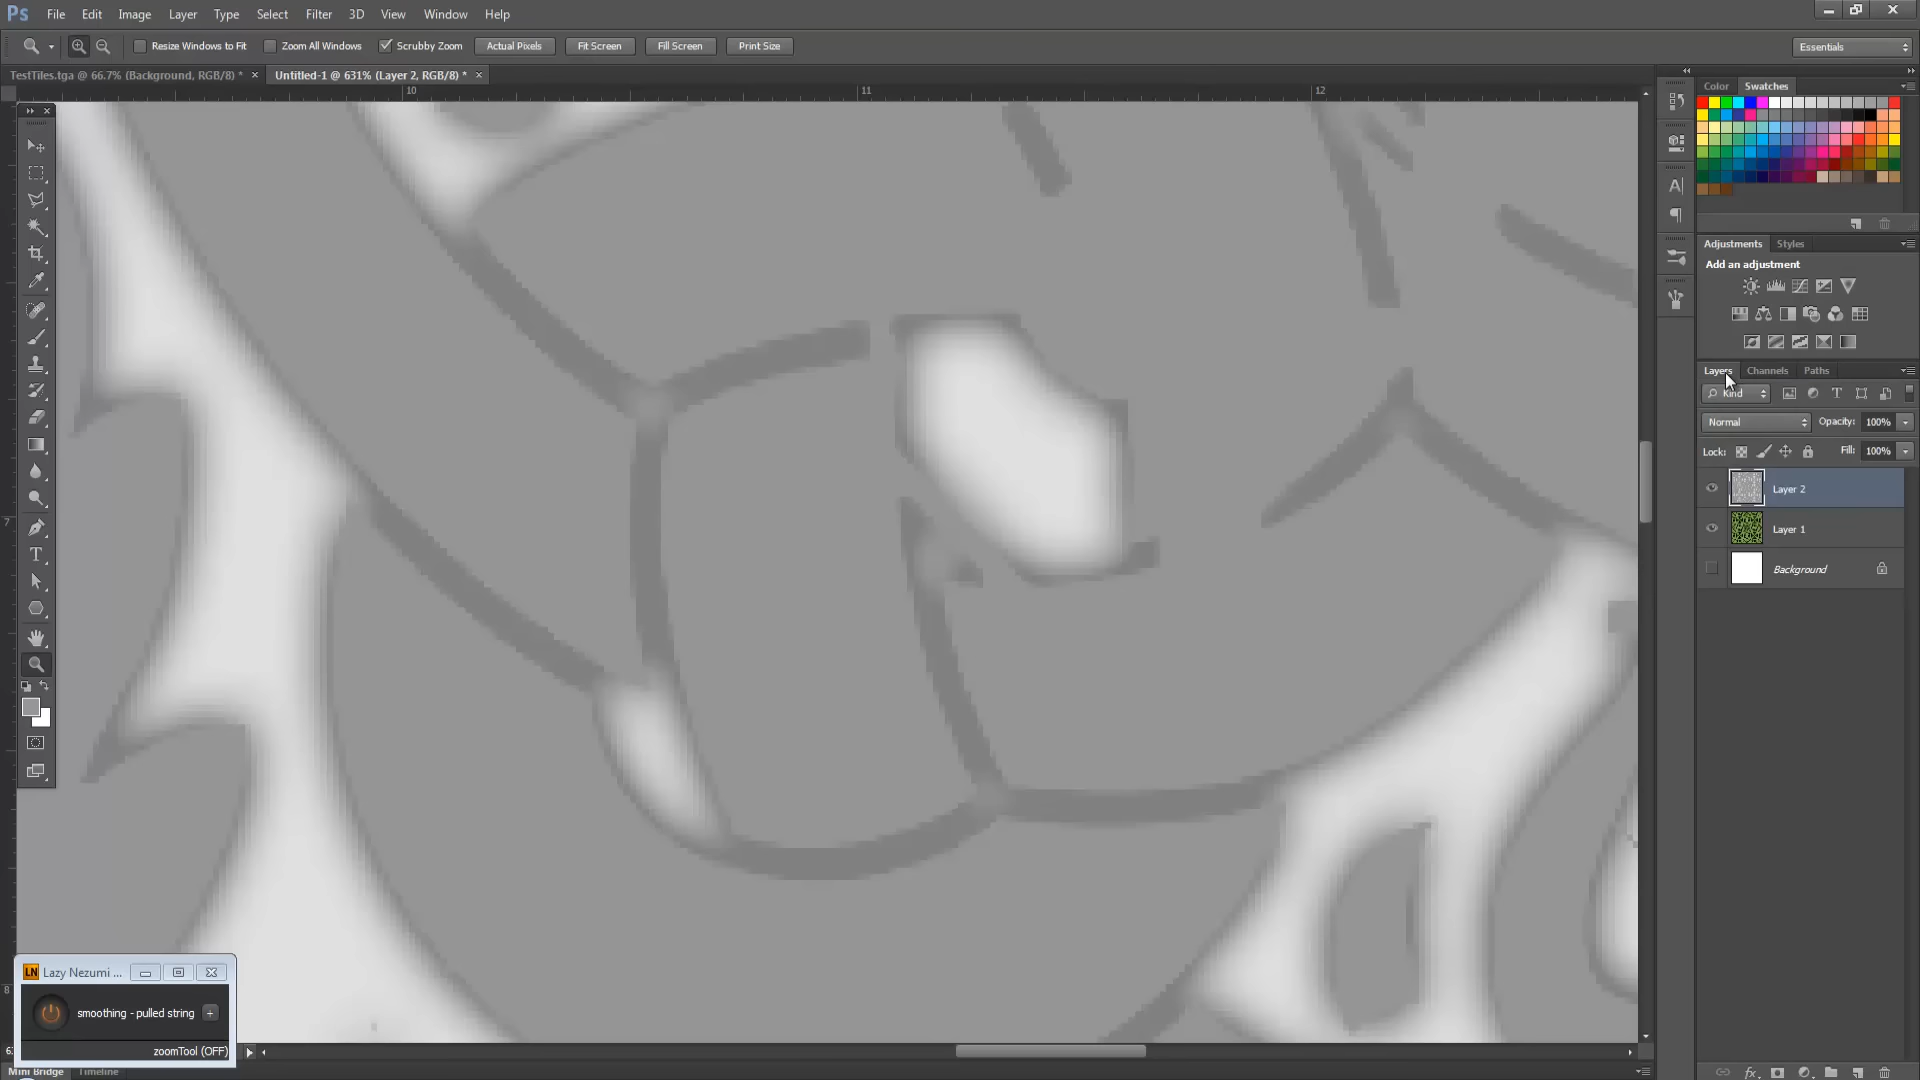 Ps File Edit Image Layer Type Select Filter 3D View Window Help
Resize Windows to Fit Zoom All Windows Scrubby Zoom Actual Pixels Fit Screen Fill Screen Print Size Essentials
TestTiles.tga @ 66.7% (Background, RGB/8) * × Untitled-1 @ 631% (Layer 2, RGB/8) * ×
10 11 12
Color Swatches
Adjustments Styles
Add an adjustment
Layers Channels Paths
Kind
Normal Opacity: 100%
Lock: Fill: 100%
Layer 2
7
Layer 1
Background
LN Lazy Nezumi ...
8
smoothing - pulled string +
zoomTool (OFF)
Mini Bridge Timeline